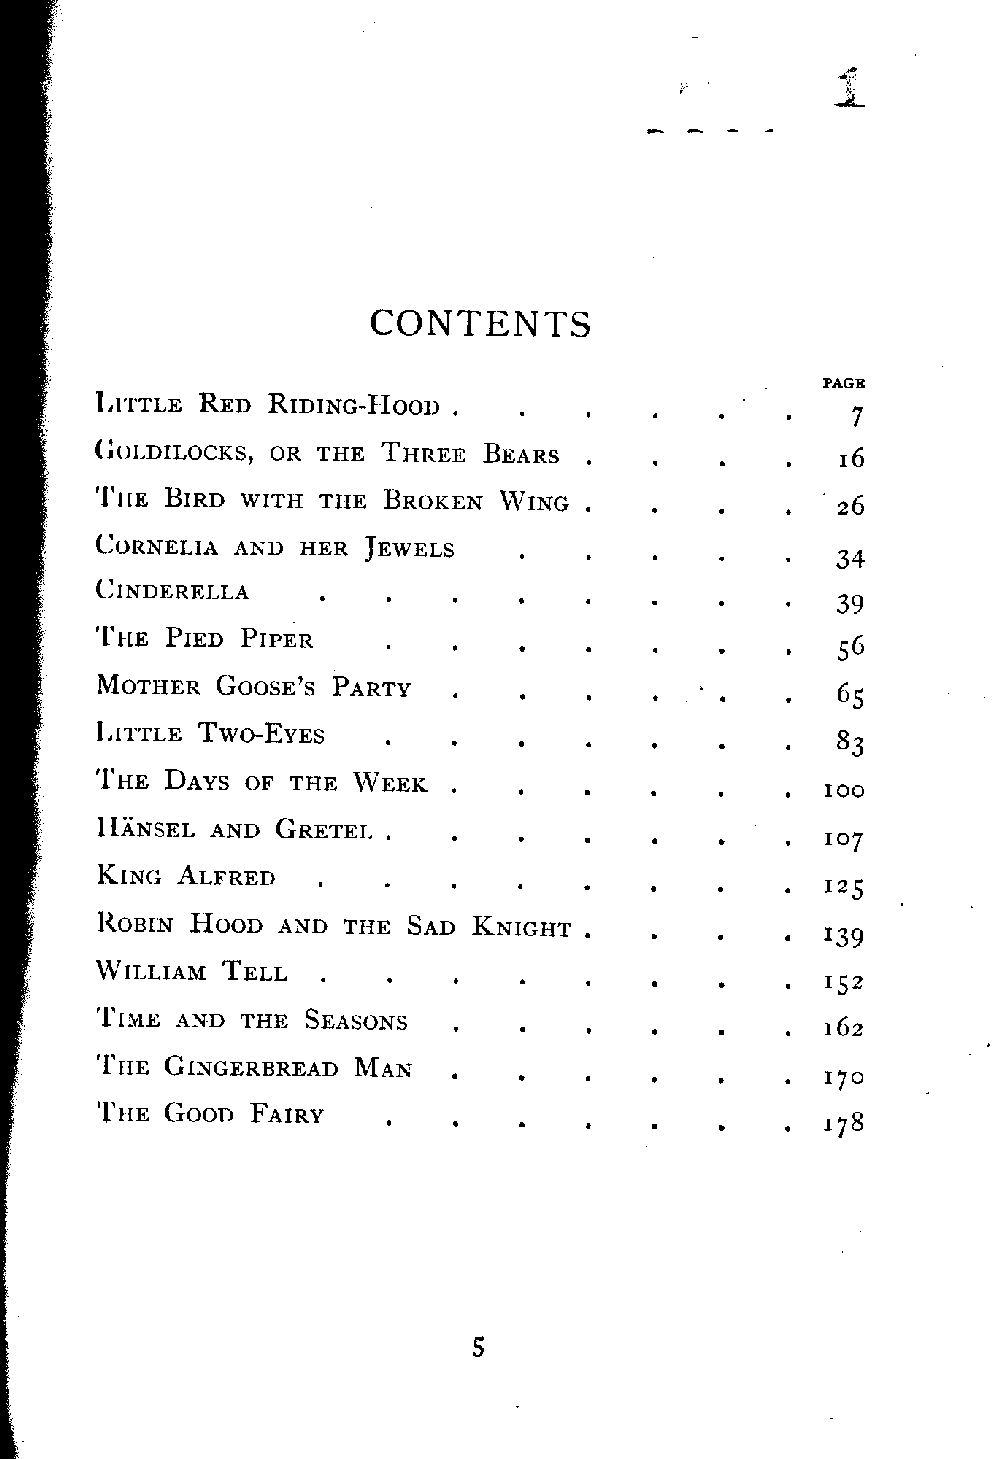 1
CONTENTS
PAGE
LITTLE RED RIDING-HOOD . . . . . . 7
GOLDILOCKS, OR THE THREE BEARS . . . . 16
THE BIRD WITH THE BROKEN WING . . . . 26
CORNELIA AND HER JEWELS . . . . . 34
CINDERELLA . . . . . . . . 39
THE PIED PIPER . . . . . . . 56
MOTHER GOOSE'S PARTY . . . . . . 65
LITTLE TWO-EYES . . . . . . . 83
THE DAYS OF THE WEEK . . . . . . 100
HÄNSEL AND GRETEL . . . . . . . 107
KING ALFRED . . . . . . . . 125
ROBIN HOOD AND THE SAD KNIGHT . . . . 139
WILLIAM TELL . . . . . . . . 152
TIME AND THE SEASONS . . . . . . 162
THE GINGERBREAD MAN . . . . . . 170
THE GOOD FAIRY . . . . . . . 178
5